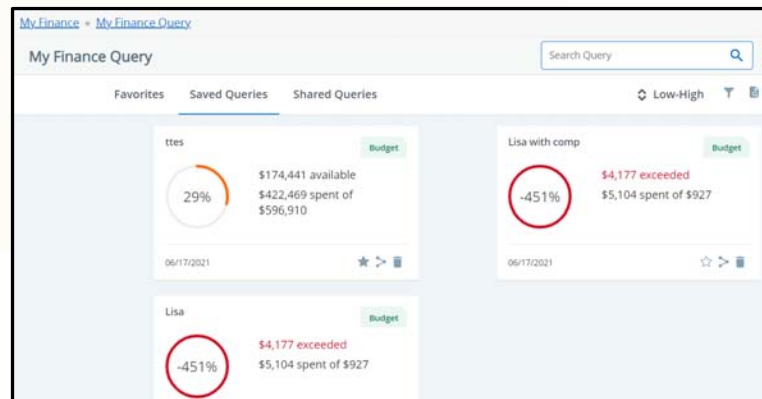 My Finance • My Finance Query
My Finance Query
Search Query
Favorites Saved Queries Shared Queries
Low-High
ttes
Budget
29%
$174,441 available
$422,469 spent of
$596,910
06/17/2021
Lisa with comp
Budget
-451%
$4,177 exceeded
$5,104 spent of $927
06/17/2021
Lisa
Budget
-451%
$4,177 exceeded
$5,104 spent of $927